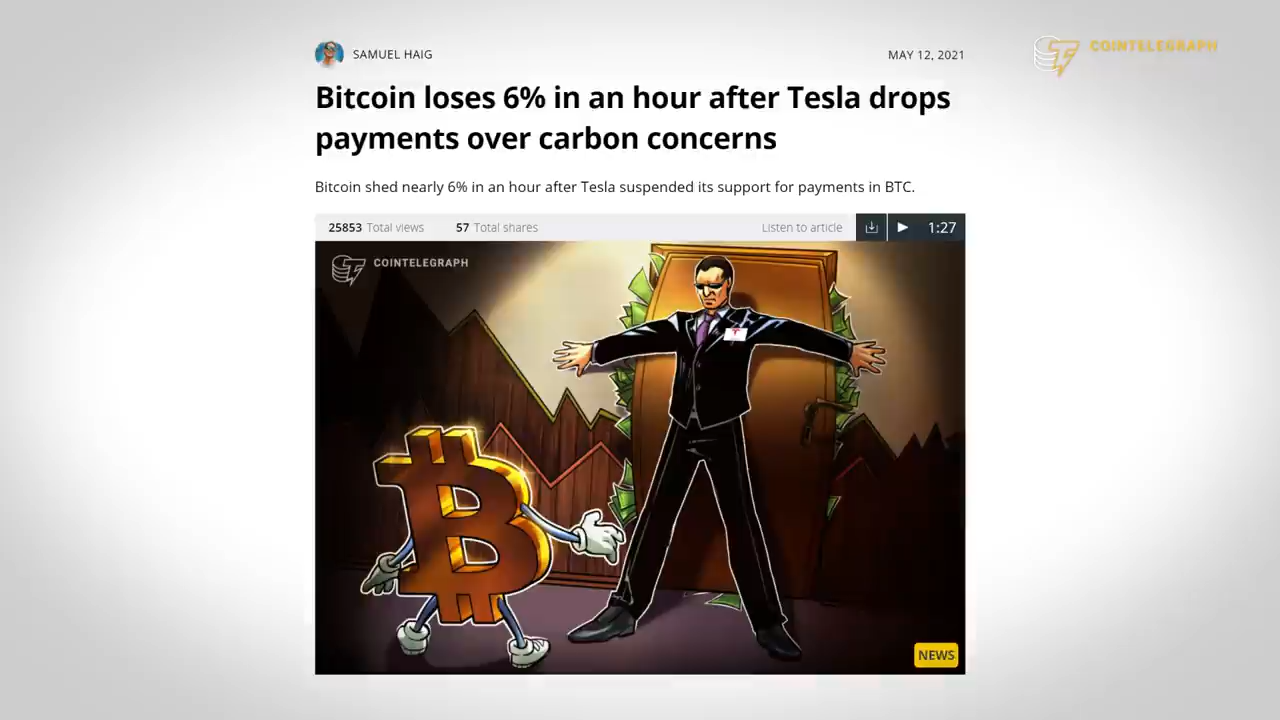 SAMUEL HAIG
MAY 12, 2021
COINTELEGRAPH
Bitcoin loses 6% in an hour after Tesla drops
payments over carbon concerns
Bitcoin shed nearly 6% in an hour after Tesla suspended its support for payments in BTC.
25853 Total views 57 Total shares Listen to article 1:27
COINTELEGRAPH
NEWS